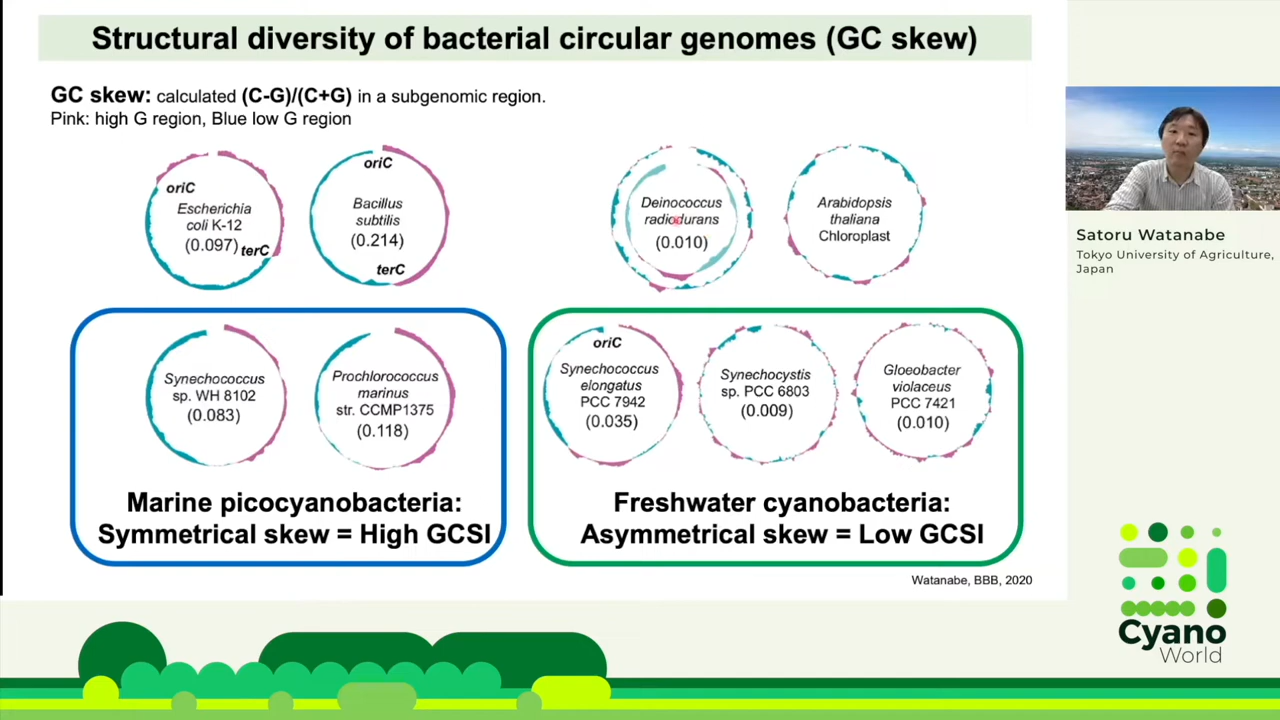 Structural diversity of bacterial circular genomes (GC skew)
GC skew: calculated (C-G)/(C+G) in a subgenomic region.
Pink: high G region, Blue low G region
oriC
Escherichia
coli K-12
(0.097)
terC
oriC
Bacillus
subtilis
(0.214)
terC
Deinococcus
radiodurans
(0.010)
Arabidopsis
thaliana
Chloroplast
Synechococcus
sp. WH 8102
(0.083)
Prochlorococcus
marinus
str. CCMP1375
(0.118)
Marine picocyanobacteria:
Symmetrical skew = High GCSI
oriC
Synechococcus
elongatus
PCC 7942
(0.035)
Synechocystis
sp. PCC 6803
(0.009)
Gloeobacter
violaceus
PCC 7421
(0.010)
Freshwater cyanobacteria:
Asymmetrical skew = Low GCSI
Watanabe, BBB, 2020
Satoru Watanabe
Tokyo University of Agriculture,
Japan
Cyano
World